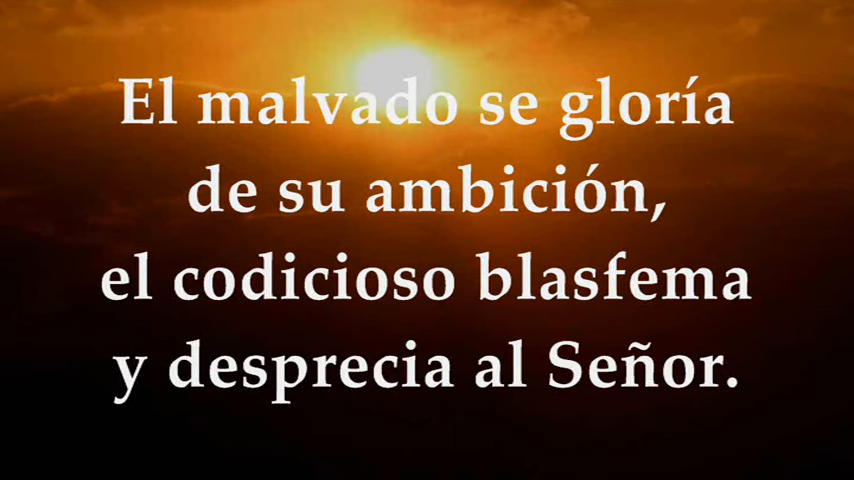 El malvado se gloría
de su ambición,
el codicioso blasfema
y desprecia al Señor.